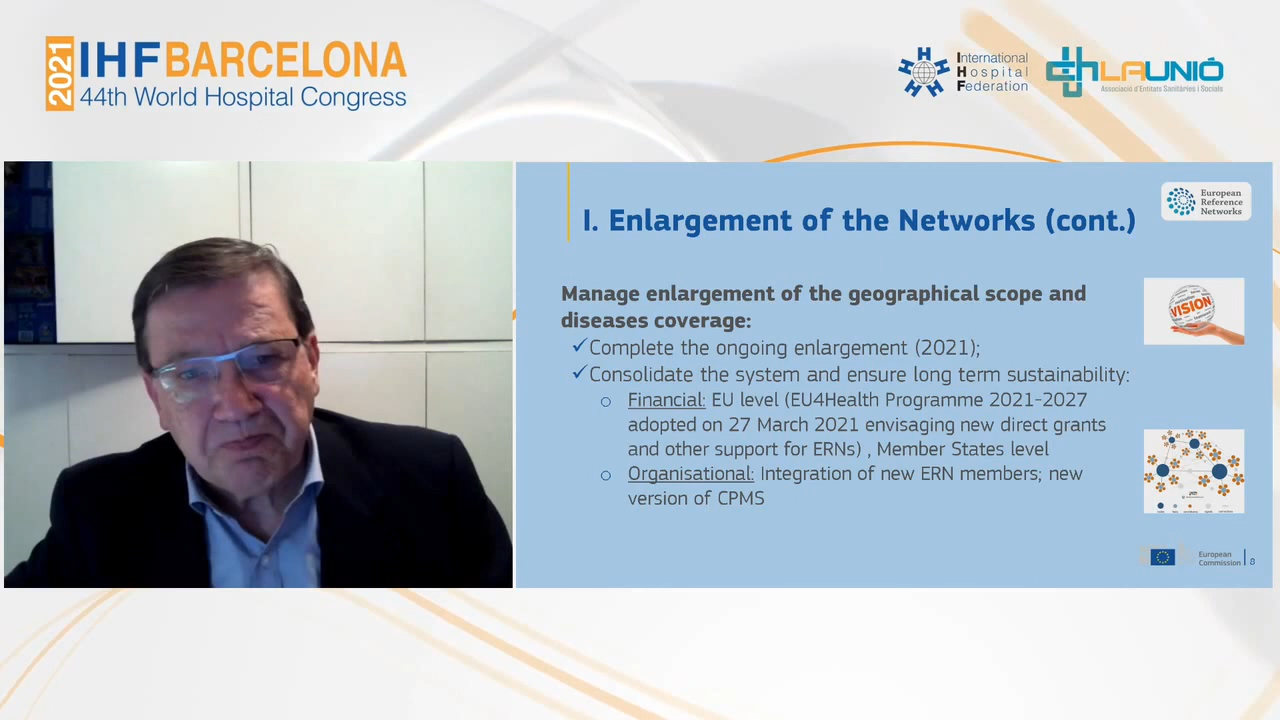 2021
IHF BARCELONA
44th World Hospital Congress
International
Hospital
Federation
LAUNIÓ
Associació d'Entitats Sanitàries i Socials
European
Reference
Networks
I. Enlargement of the Networks (cont.)
Manage enlargement of the geographical scope and
diseases coverage:
✓Complete the ongoing enlargement (2021);
✓Consolidate the system and ensure long term sustainability:
o Financial: EU level (EU4Health Programme 2021-2027
adopted on 27 March 2021 envisaging new direct grants
and other support for ERNs) , Member States level
o Organisational: Integration of new ERN members; new
version of CPMS
VISION
European
Commission
8